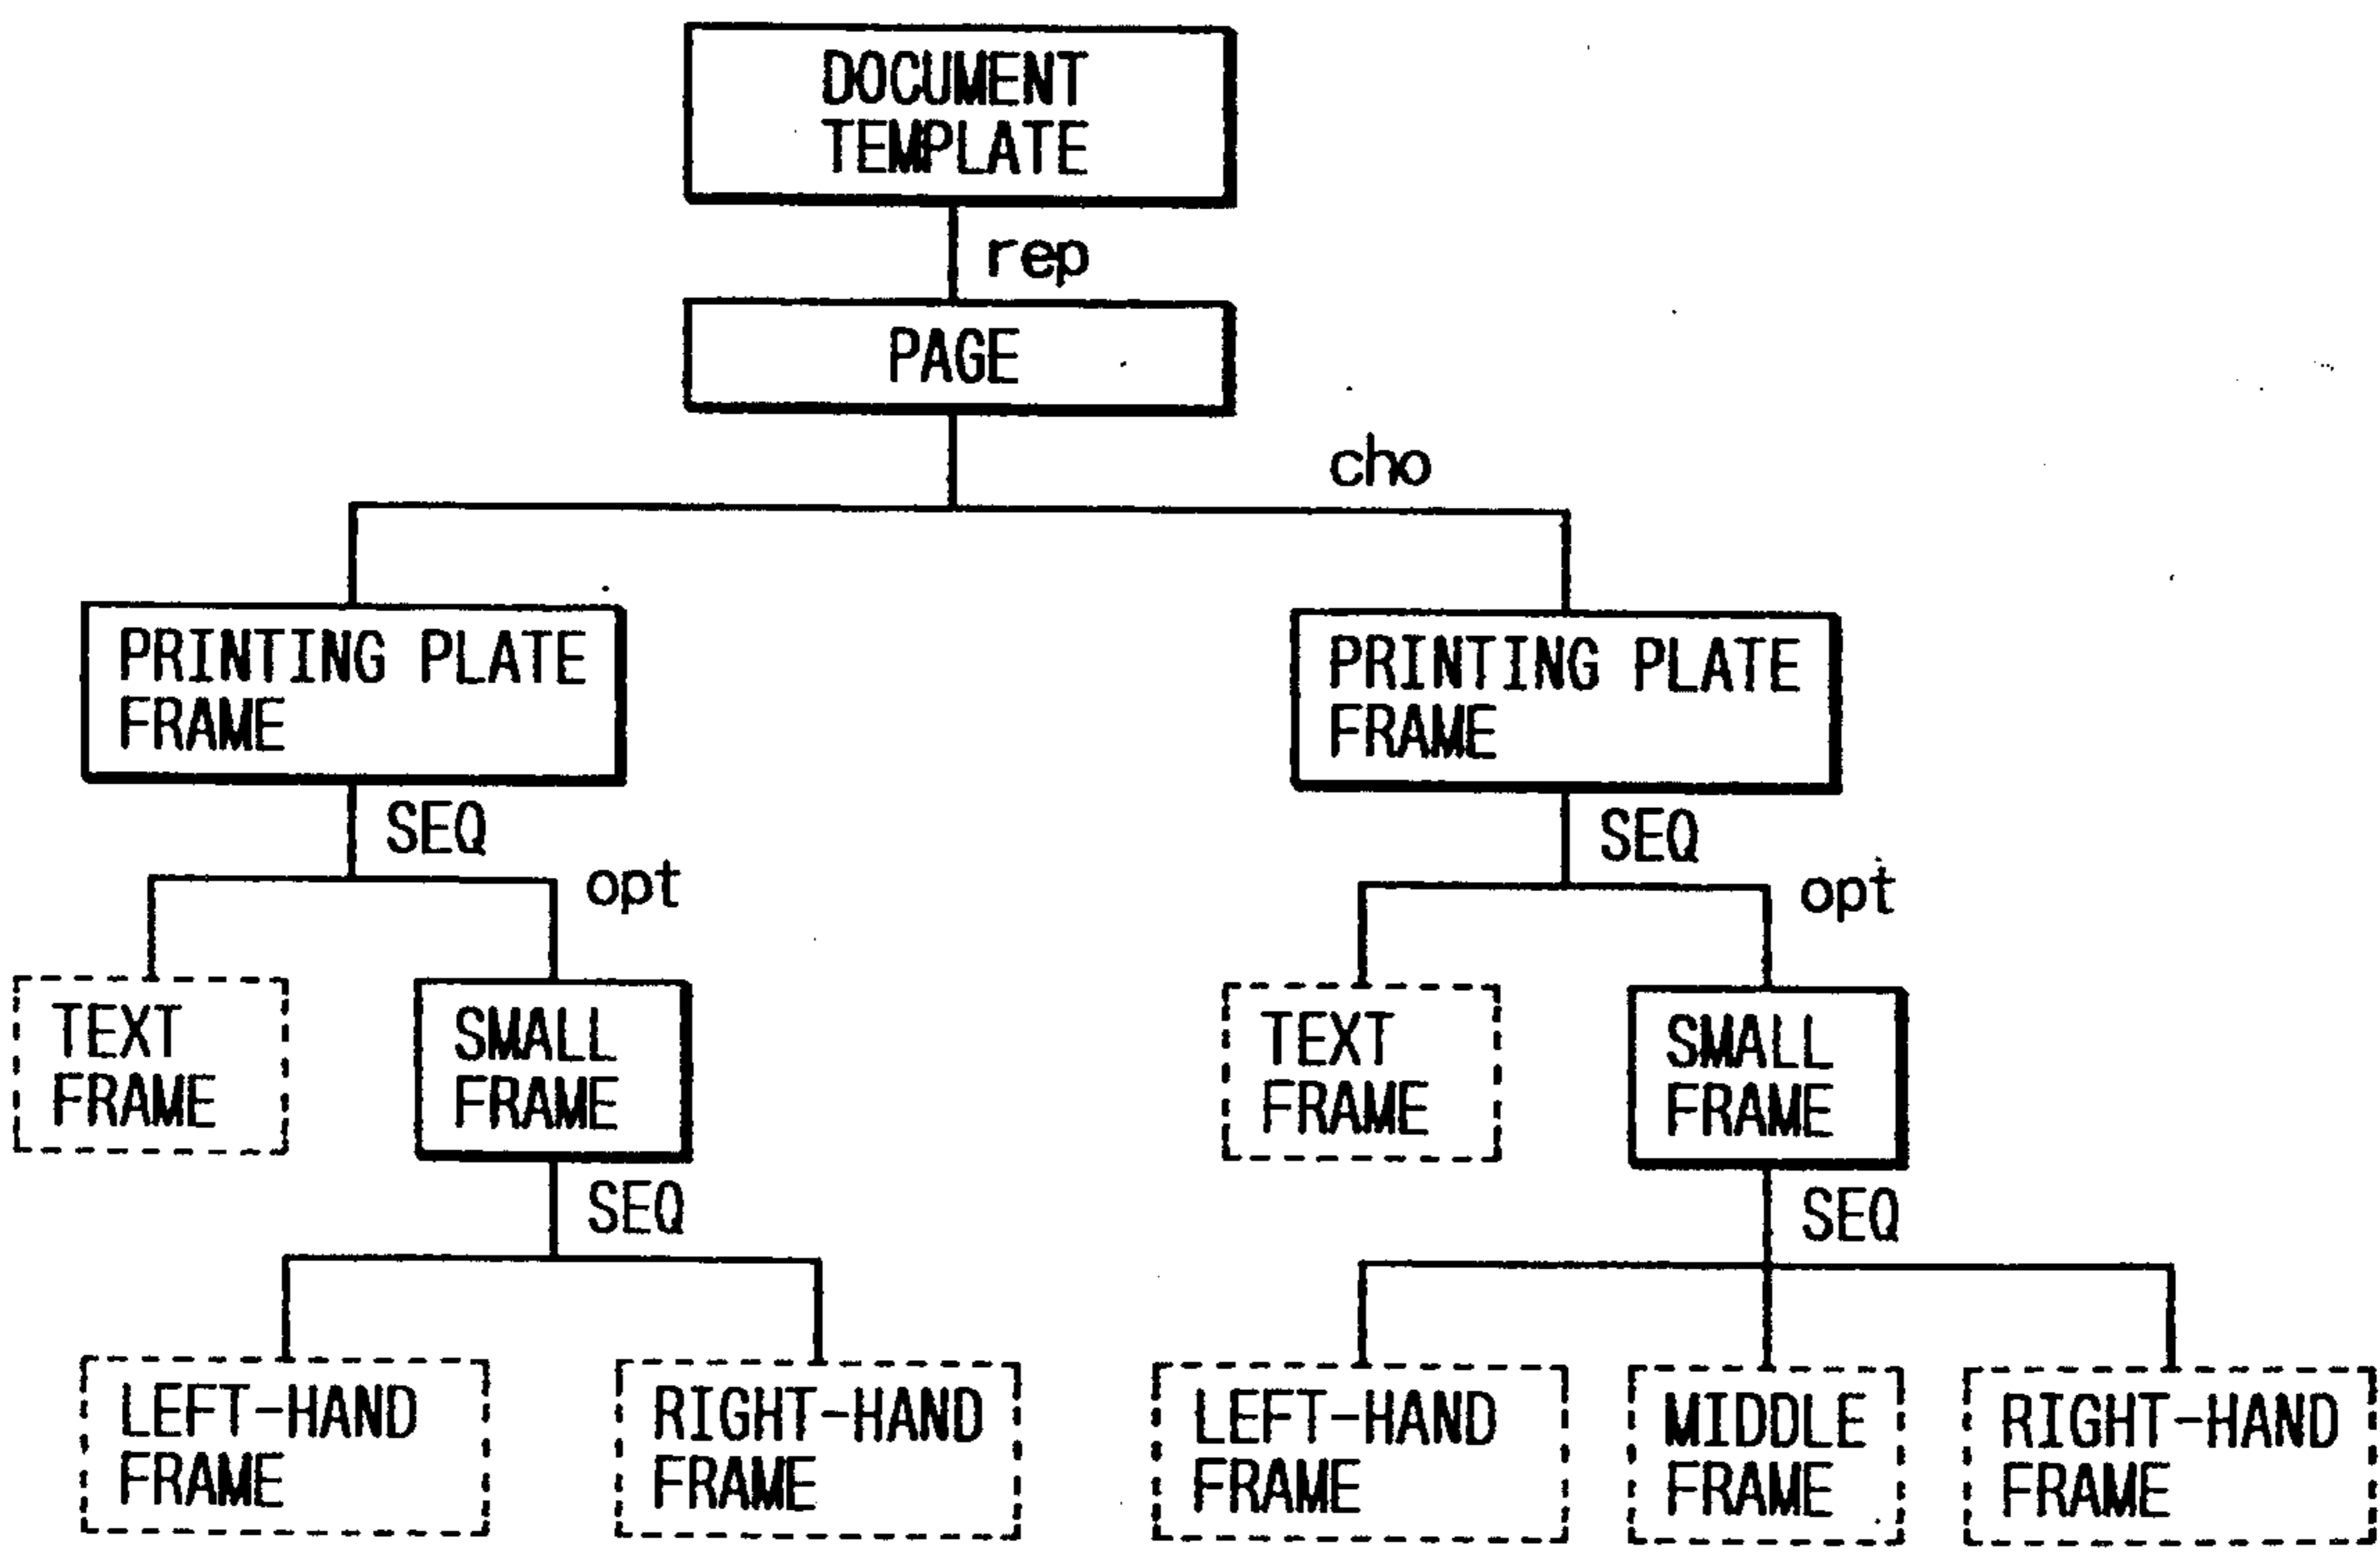 DOCUMENT
TEMPLATE
rep
PAGE
cho
PRINTING PLATE
FRAME
PRINTING PLATE
FRAME
SEQ
SEQ
opt
opt
TEXT
FRAME
SMALL
FRAME
TEXT
FRAME
SMALL
FRAME
SEQ
SEQ
LEFT-HAND
FRAME
RIGHT-HAND
FRAME
LEFT-HAND
FRAME
MIDDLE
FRAME
RIGHT-HAND
FRAME